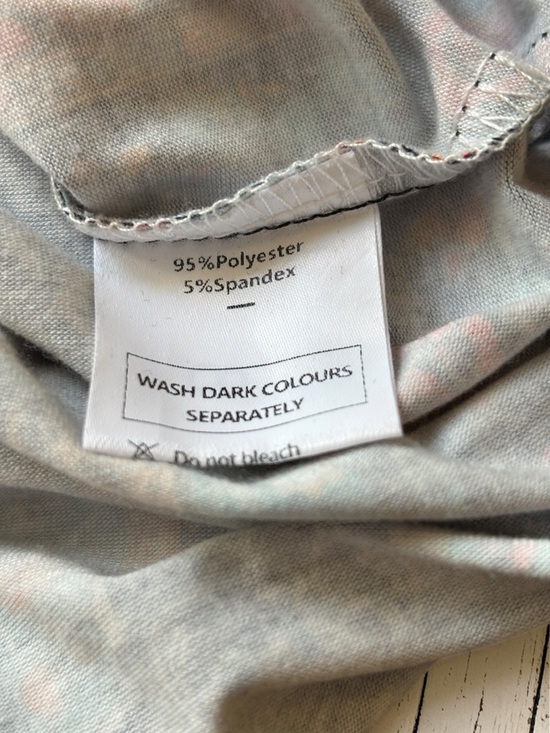 95%Polyester
5%Spandex
WASH DARK COLOURS
SEPARATELY
Do not bleach